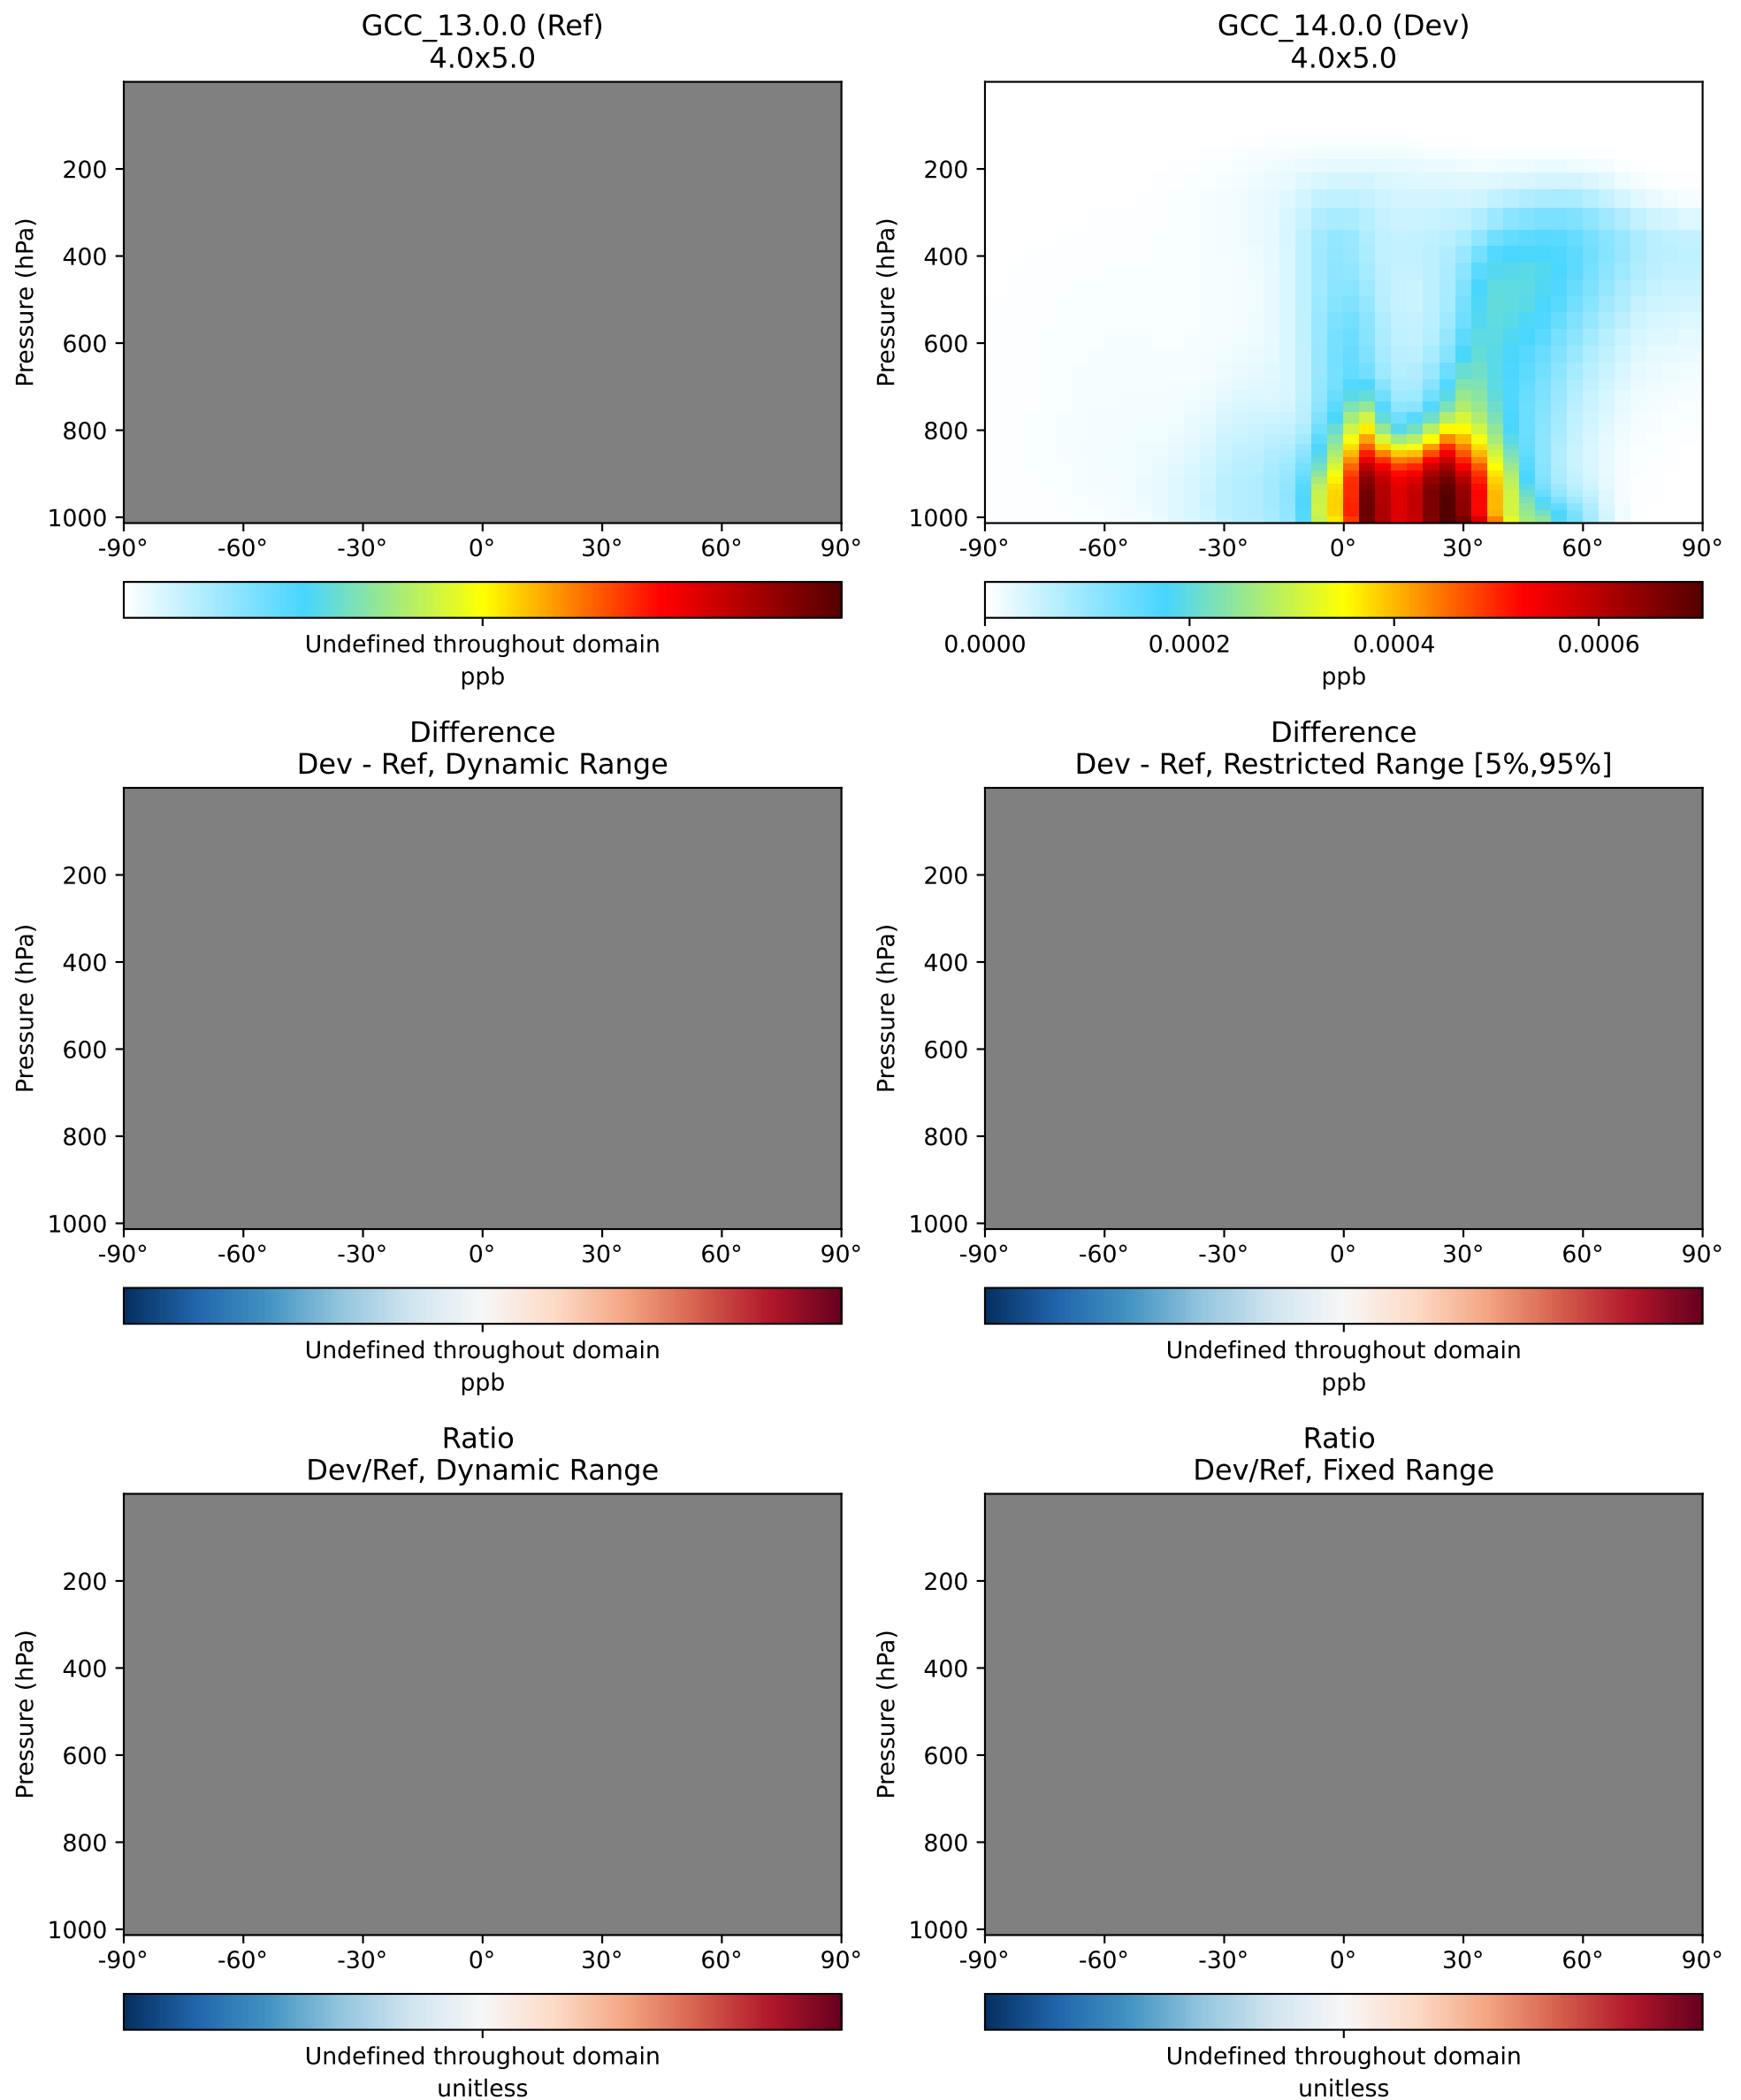 GCC_13.0.0 (Ref)
4.0x5.0
Pressure (hPa)
200
400
600
800
1000
-90° -60° -30° 0° 30° 60° 90°
Undefined throughout domain
ppb
GCC_14.0.0 (Dev)
4.0x5.0
Pressure (hPa)
200
400
600
800
1000
-90° -60° -30° 0° 30° 60° 90°
0.0000 0.0002 0.0004 0.0006
ppb
Difference
Dev - Ref, Dynamic Range
Pressure (hPa)
200
400
600
800
1000
-90° -60° -30° 0° 30° 60° 90°
Undefined throughout domain
ppb
Difference
Dev - Ref, Restricted Range [5%,95%]
Pressure (hPa)
200
400
600
800
1000
-90° -60° -30° 0° 30° 60° 90°
Undefined throughout domain
ppb
Ratio
Dev/Ref, Dynamic Range
Pressure (hPa)
200
400
600
800
1000
-90° -60° -30° 0° 30° 60° 90°
Undefined throughout domain
unitless
Ratio
Dev/Ref, Fixed Range
Pressure (hPa)
200
400
600
800
1000
-90° -60° -30° 0° 30° 60° 90°
Undefined throughout domain
unitless